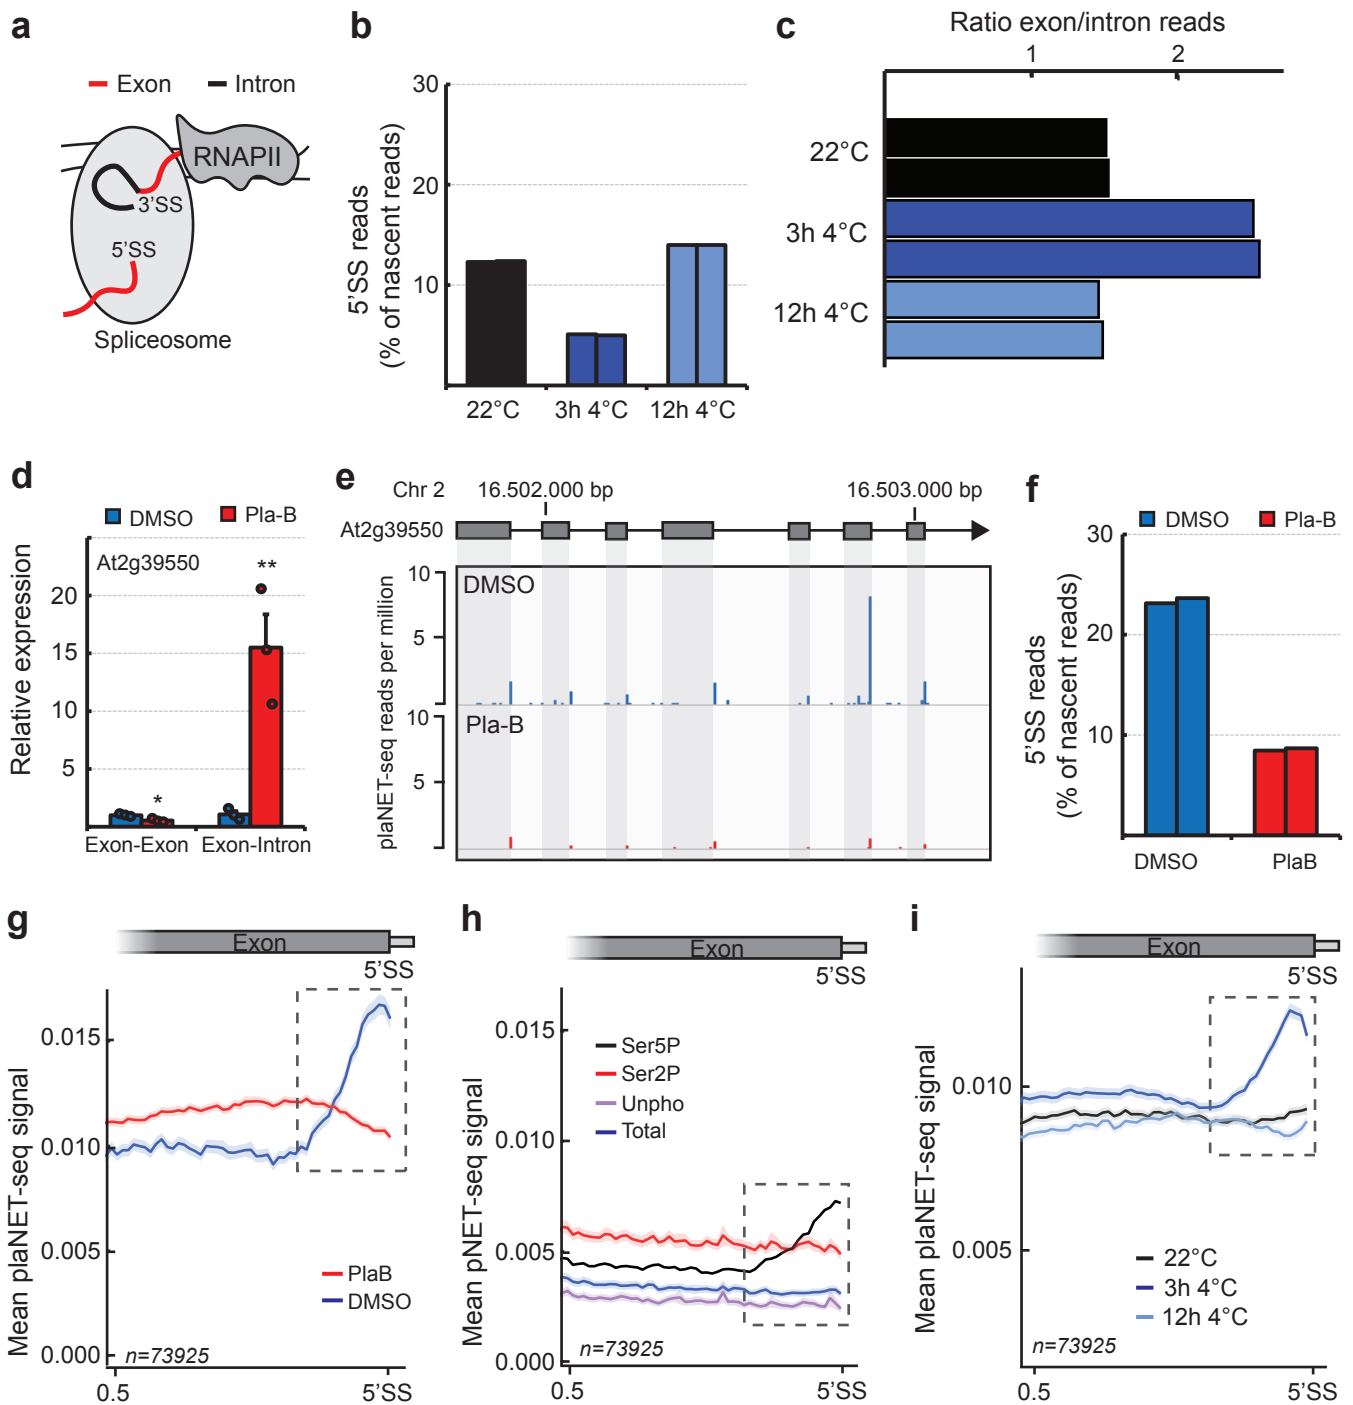 a
Exon
Intron
RNAPII
3'SS
5'SS
Spliceosome
b
5'SS reads
(% of nascent reads)
30
20
10
22°C
3h 4°C
12h 4°C
c
Ratio exon/intron reads
1
2
22°C
3h 4°C
12h 4°C
d
DMSO
Pla-B
At2g39550
**
*
Relative expression
20
15
10
5
Exon-Exon
Exon-Intron
e
Chr 2
16.502.000 bp
16.503.000 bp
At2g39550
plaNET-seq reads per million
10
5
DMSO
10
5
Pla-B
f
DMSO
Pla-B
5'SS reads
(% of nascent reads)
30
20
10
DMSO
PlaB
g
Exon
5'SS
Mean plaNET-seq signal
0.015
0.010
0.005
0.000
PlaB
DMSO
n=73925
0.5
5'SS
h
Exon
5'SS
Mean pNET-seq signal
0.015
0.010
0.005
0.000
Ser5P
Ser2P
Unpho
Total
n=73925
0.5
5'SS
i
Exon
5'SS
Mean plaNET-seq signal
0.010
0.005
22°C
3h 4°C
12h 4°C
n=73925
0.5
5'SS